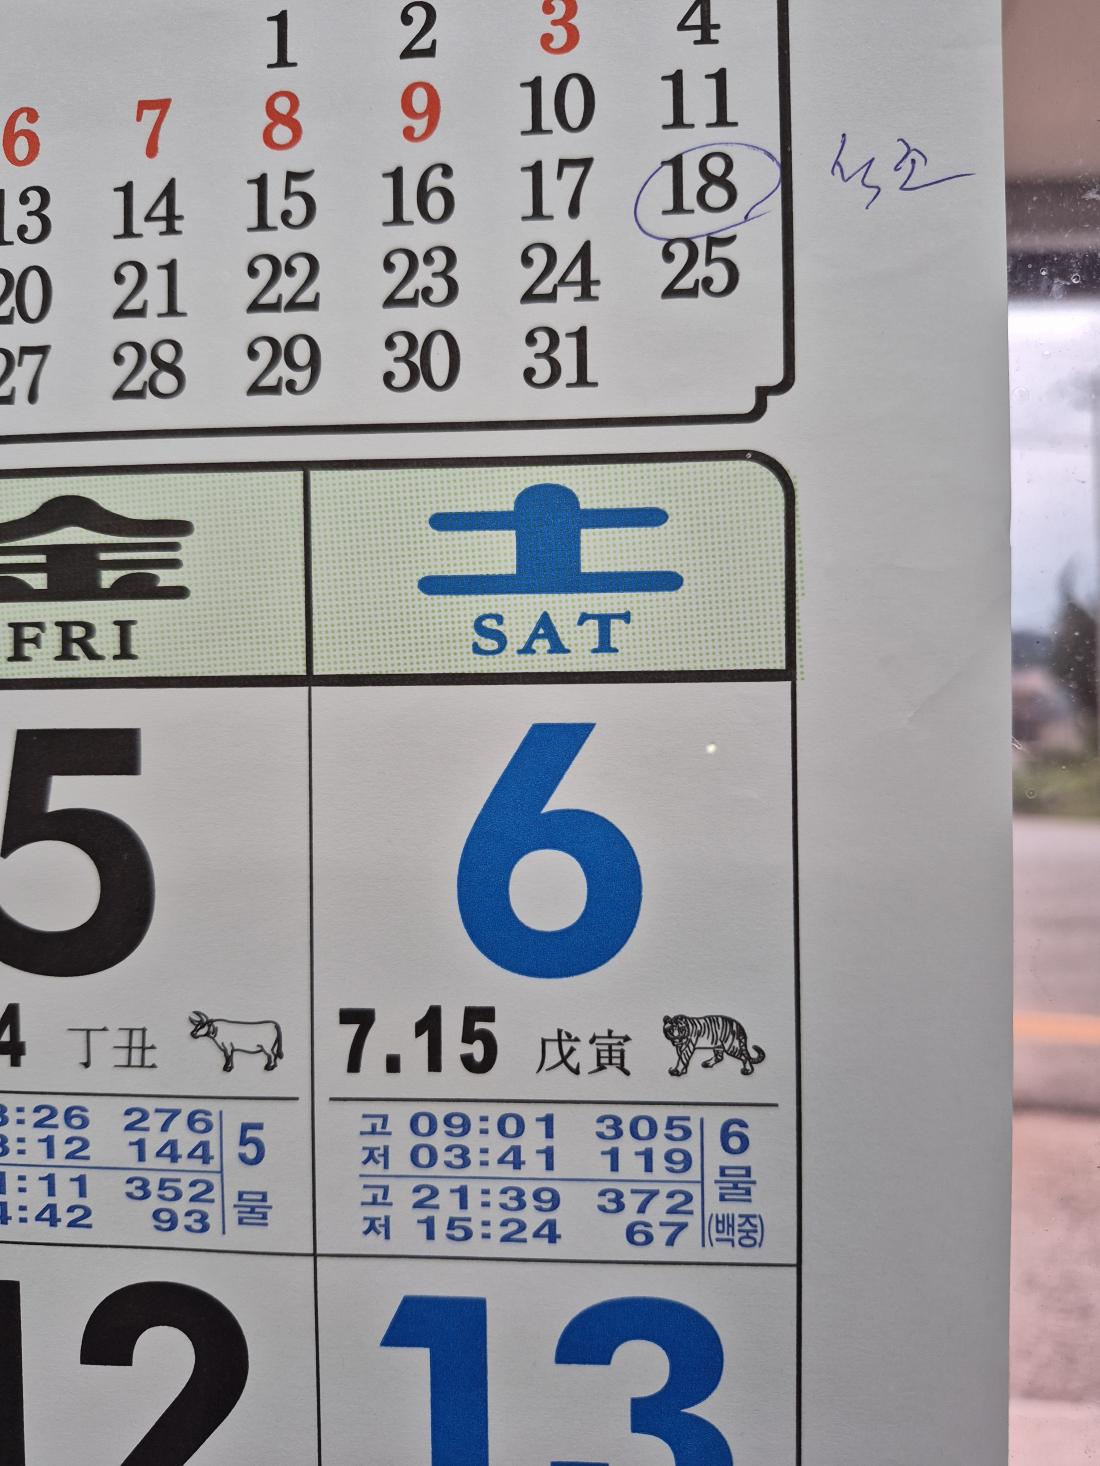 1 2 3 4
6 7 8 9 10 11
13 14 15 16 17 18
20 21 22 23 24 25
27 28 29 30 31
金 土
FRI SAT
5 6
4 丁丑 7.15 戊寅
:26 276 5 고 09:01 305 6
:12 144 저 03:41 119
:11 352 물 고 21:39 372 물
4:42 93 저 15:24 67 (백중)
12 13